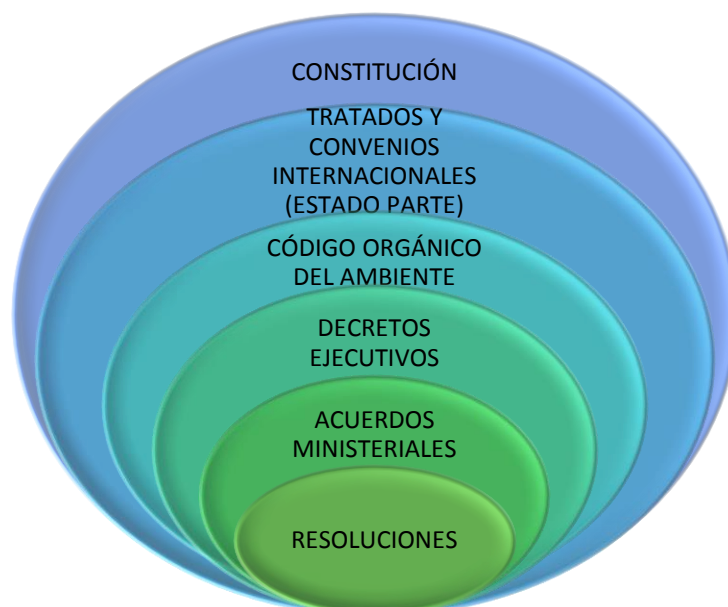 CONSTITUCIÓN
TRATADOS Y
CONVENIOS
INTERNACIONALES
(ESTADO PARTE)
CÓDIGO ORGÁNICO
DEL AMBIENTE
DECRETOS
EJECUTIVOS
ACUERDOS
MINISTERIALES
RESOLUCIONES